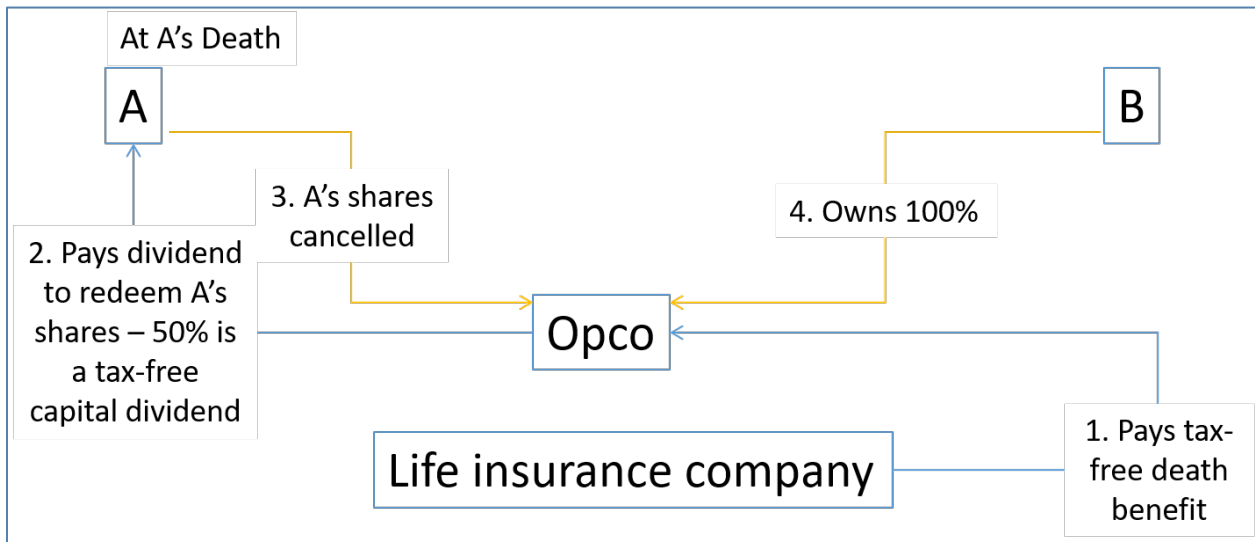 At A’s Death
A
B
3. A’s shares
cancelled
4. Owns 100%
2. Pays dividend
to redeem A’s
shares – 50% is
a tax-free
capital dividend
Opco
Life insurance company
1. Pays tax-
free death
benefit